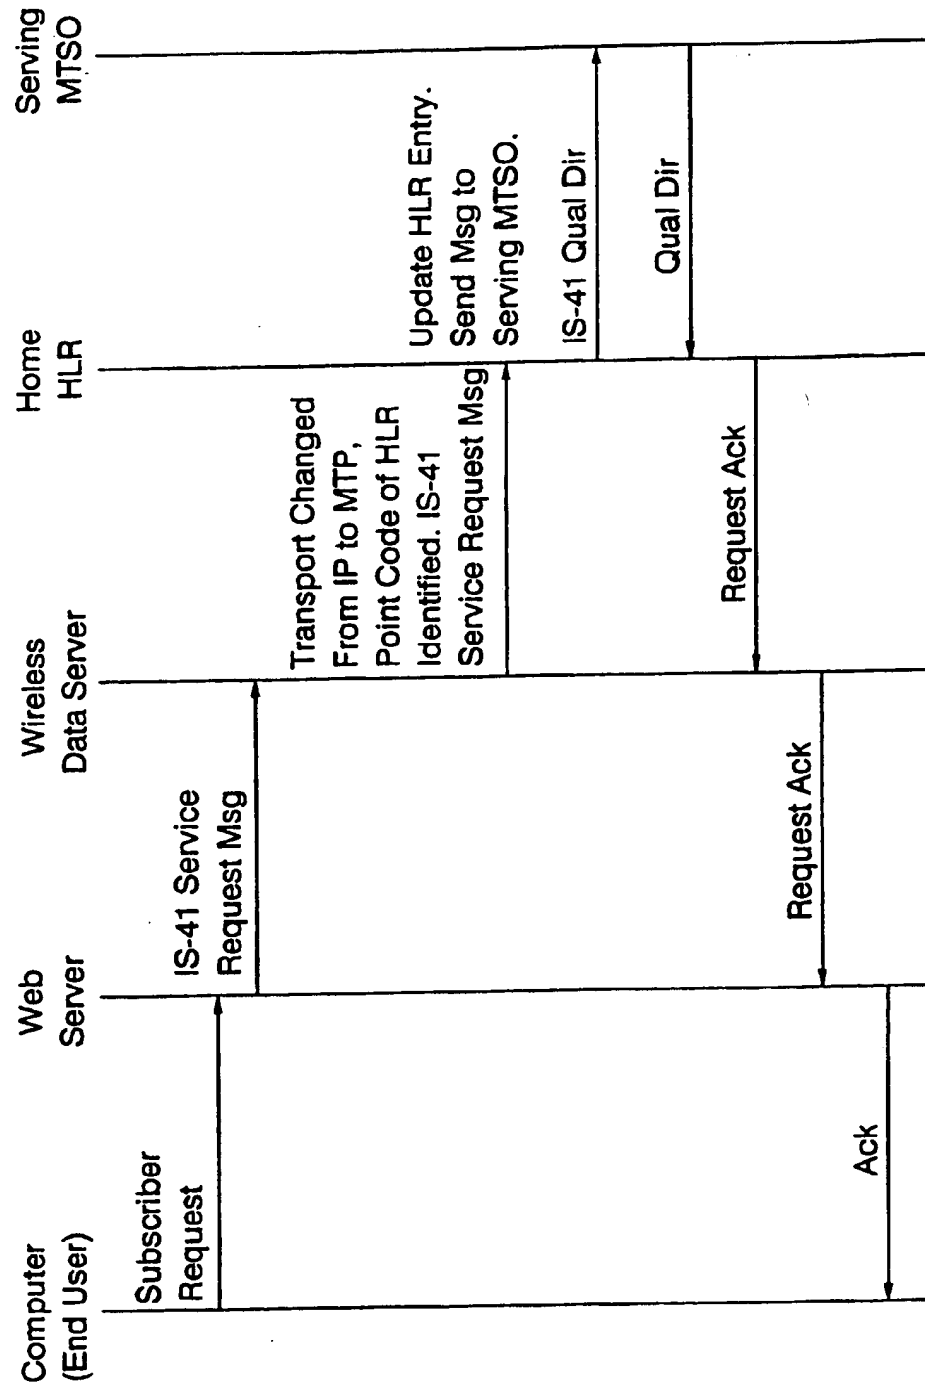 Computer
(End User)
Web
Server
Wireless
Data Server
Home
HLR
Serving
MTSO
Subscriber
Request
IS-41 Service
Request Msg
Transport Changed
From IP to MTP,
Point Code of HLR
Identified. IS-41
Service Request Msg
Update HLR Entry.
Send Msg to
Serving MTSO.
IS-41 Qual Dir
Qual Dir
Request Ack
Request Ack
Ack